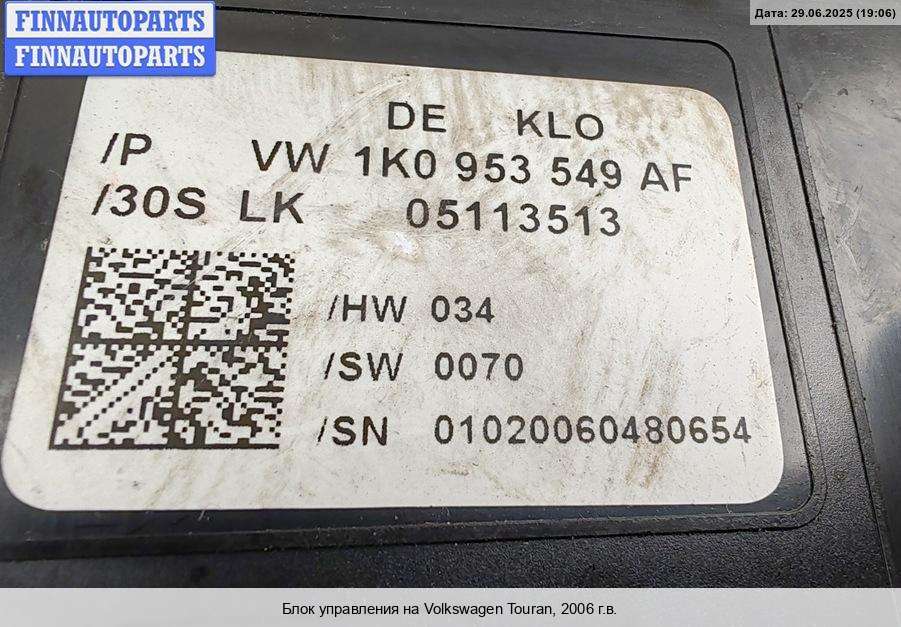 FINNAUTOPARTS
FINNAUTOPARTS
Дата: 29.06.2025 (19:06)
DE KLO
/P VW 1K0 953 549 AF
/30S LK 05113513
/HW 034
/SW 0070
/SN 01020060480654
Блок управления на Volkswagen Touran, 2006 г.в.